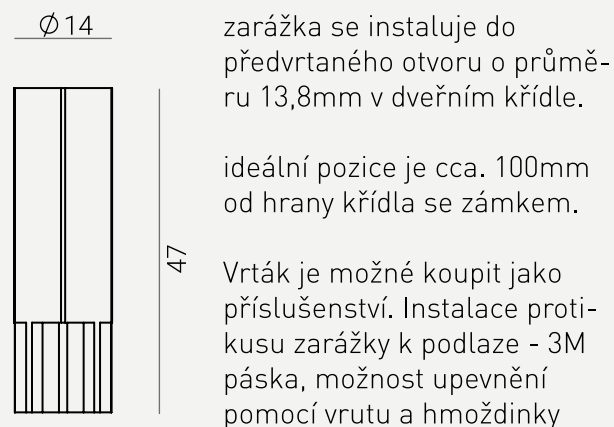 Ø14
47
zarážka se instaluje do
předvrtaného otvoru o průmě-
ru 13,8mm v dveřním křídle.
ideální pozice je cca. 100mm
od hrany křídla se zámkem.
Vrták je možné koupit jako
příslušenství. Instalace proti-
kusu zarážky k podlaze - 3M
páska, možnost upevnění
pomocí vrutu a hmoždinky